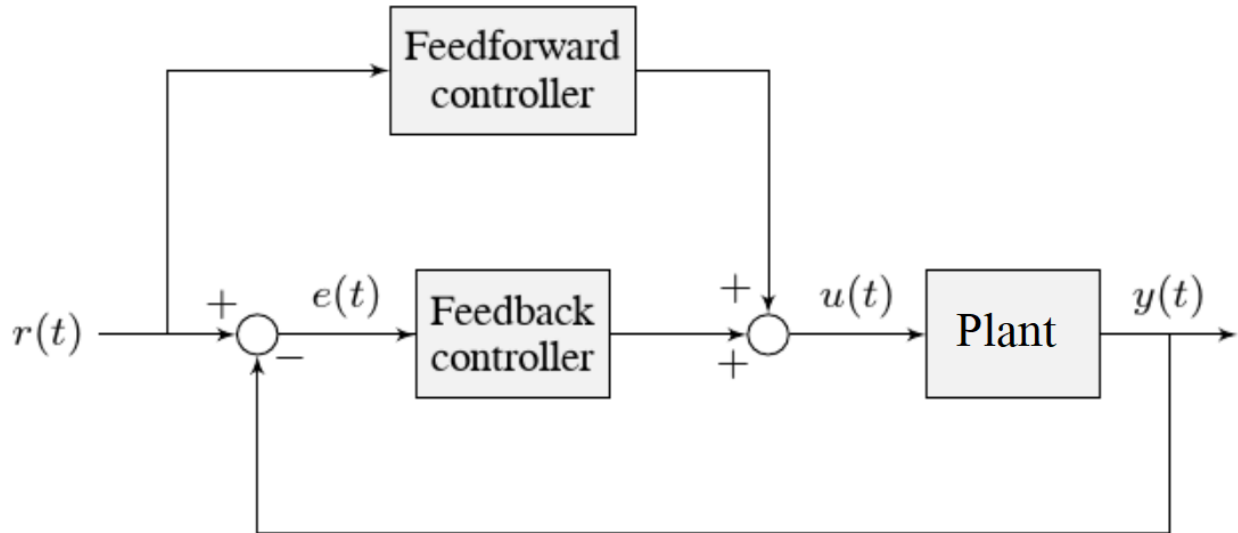 Feedforward
controller
+
r(t)
+
−
e(t)
Feedback
controller
+
u(t)
Plant
y(t)